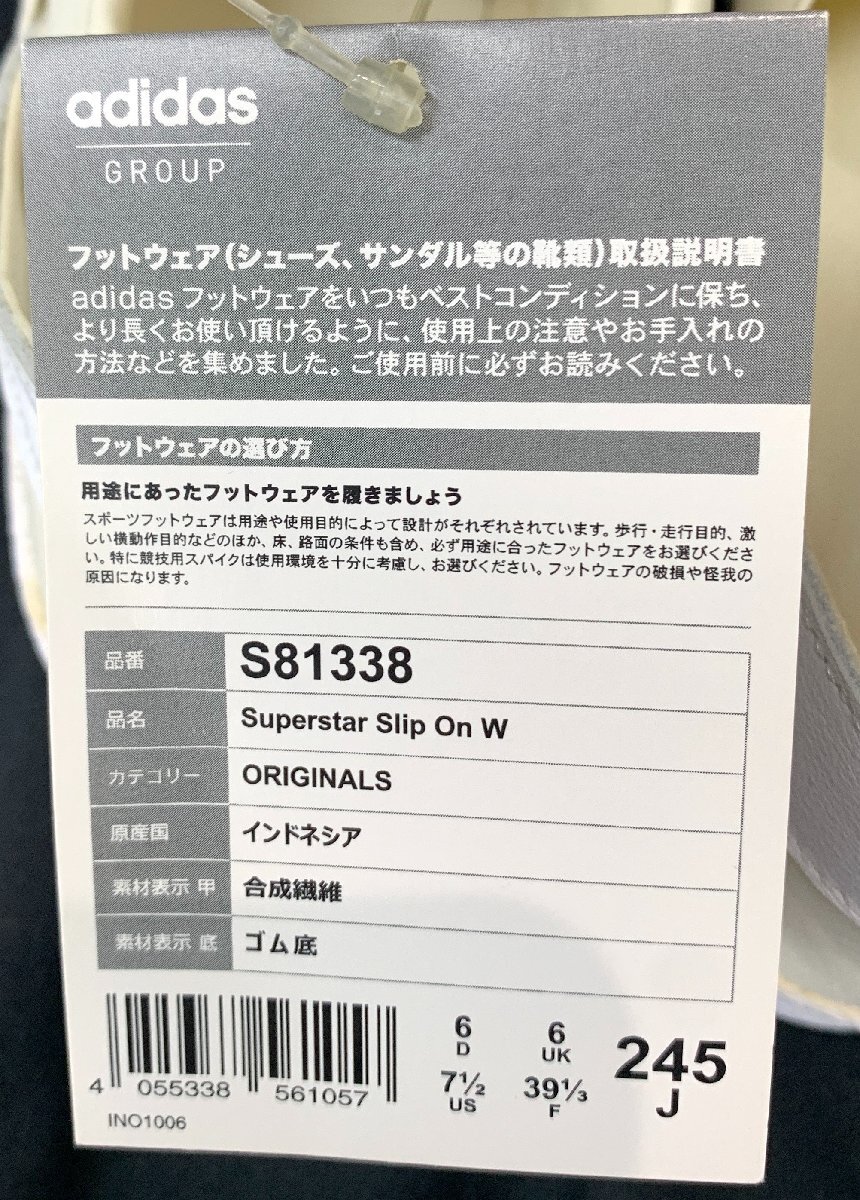 adidas
GROUP
フットウェア(シューズ、サンダル等の靴類)取扱説明書
adidas フットウェアをいつもベストコンディションに保ち、
より長くお使い頂けるように、使用上の注意やお手入れの
方法などを集めました。ご使用前に必ずお読みください。
フットウェアの選び方
用途にあったフットウェアを履きましょう
スポーツフットウェアは用途や使用目的によって設計がそれぞれされています。歩行・走行目的、激
しい横動作目的などのほか、床、路面の条件も含め、必ず用途に合ったフットウェアをお選びくださ
い。特に競技用スパイクは使用環境を十分に考慮し、お選びください。フットウェアの破損や怪我の
原因になります。
品番 S81338
品名 Superstar Slip On W
カテゴリー ORIGINALS
原産国 インドネシア
素材表示 甲 合成繊維
素材表示 底 ゴム底
6 6 245
D UK J
7½ 39⅓
US F
4 055338 561057
INO1006